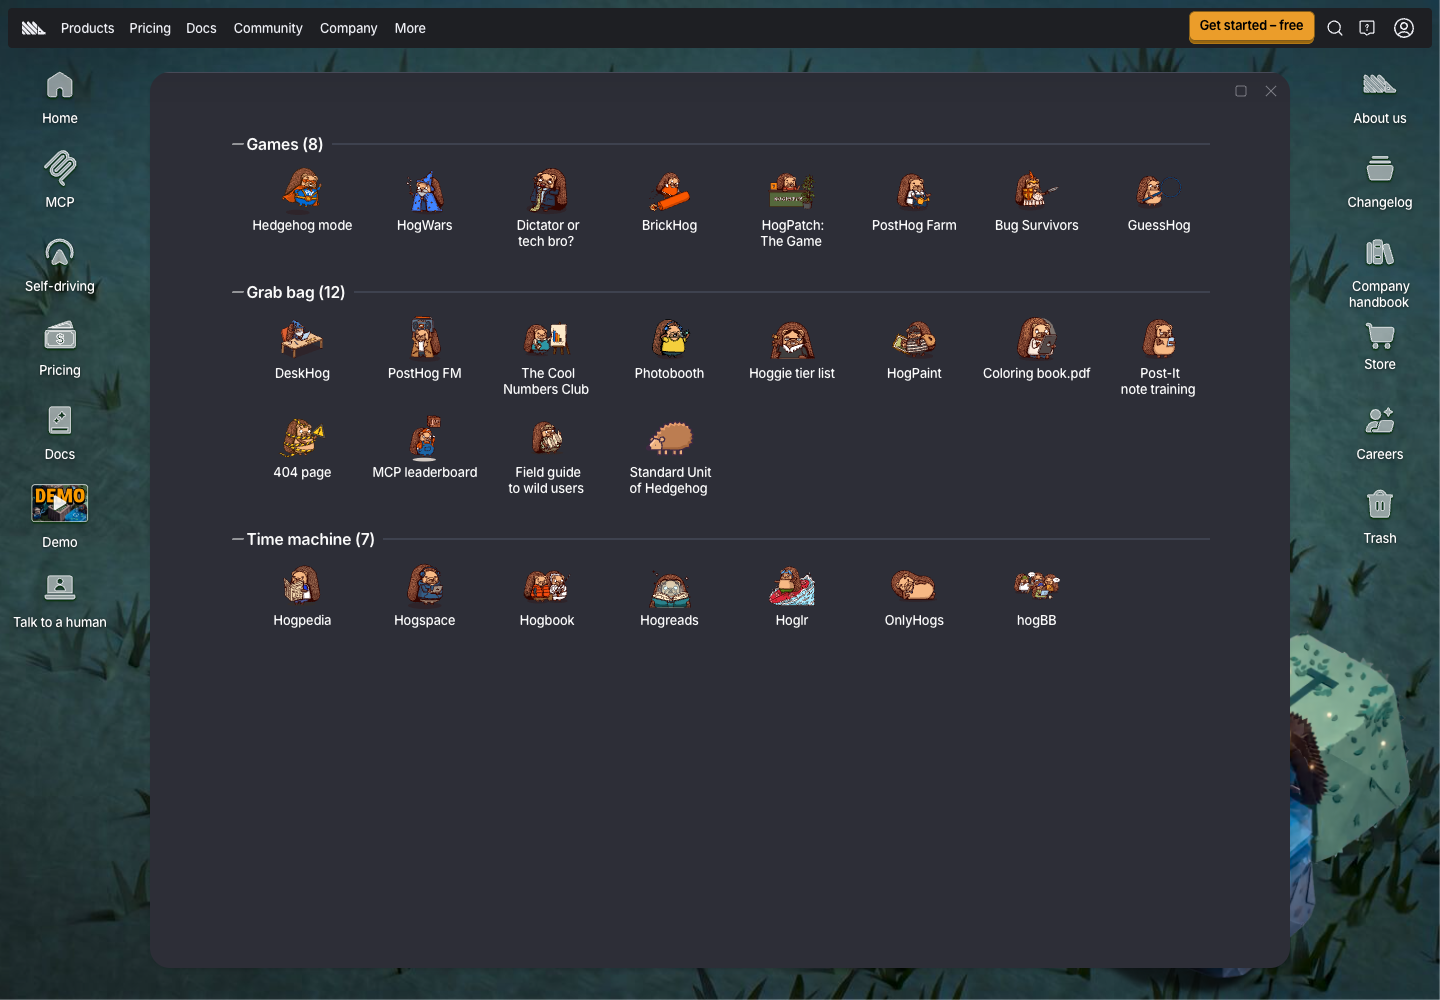 Products Pricing Docs Community Company More
Get started – free
Home
MCP
Self-driving
Pricing
Docs
DEMO
Demo
Talk to a human
Games (8)
Hedgehog mode
HogWars
Dictator or
tech bro?
BrickHog
HogPatch:
The Game
PostHog Farm
Bug Survivors
GuessHog
Grab bag (12)
DeskHog
PostHog FM
The Cool
Numbers Club
Photobooth
Hoggie tier list
HogPaint
Coloring book.pdf
Post-It
note training
404 page
MCP leaderboard
Field guide
to wild users
Standard Unit
of Hedgehog
Time machine (7)
Hogpedia
Hogspace
Hogbook
Hogreads
Hoglr
OnlyHogs
hogBB
About us
Changelog
Company
handbook
Store
Careers
Trash